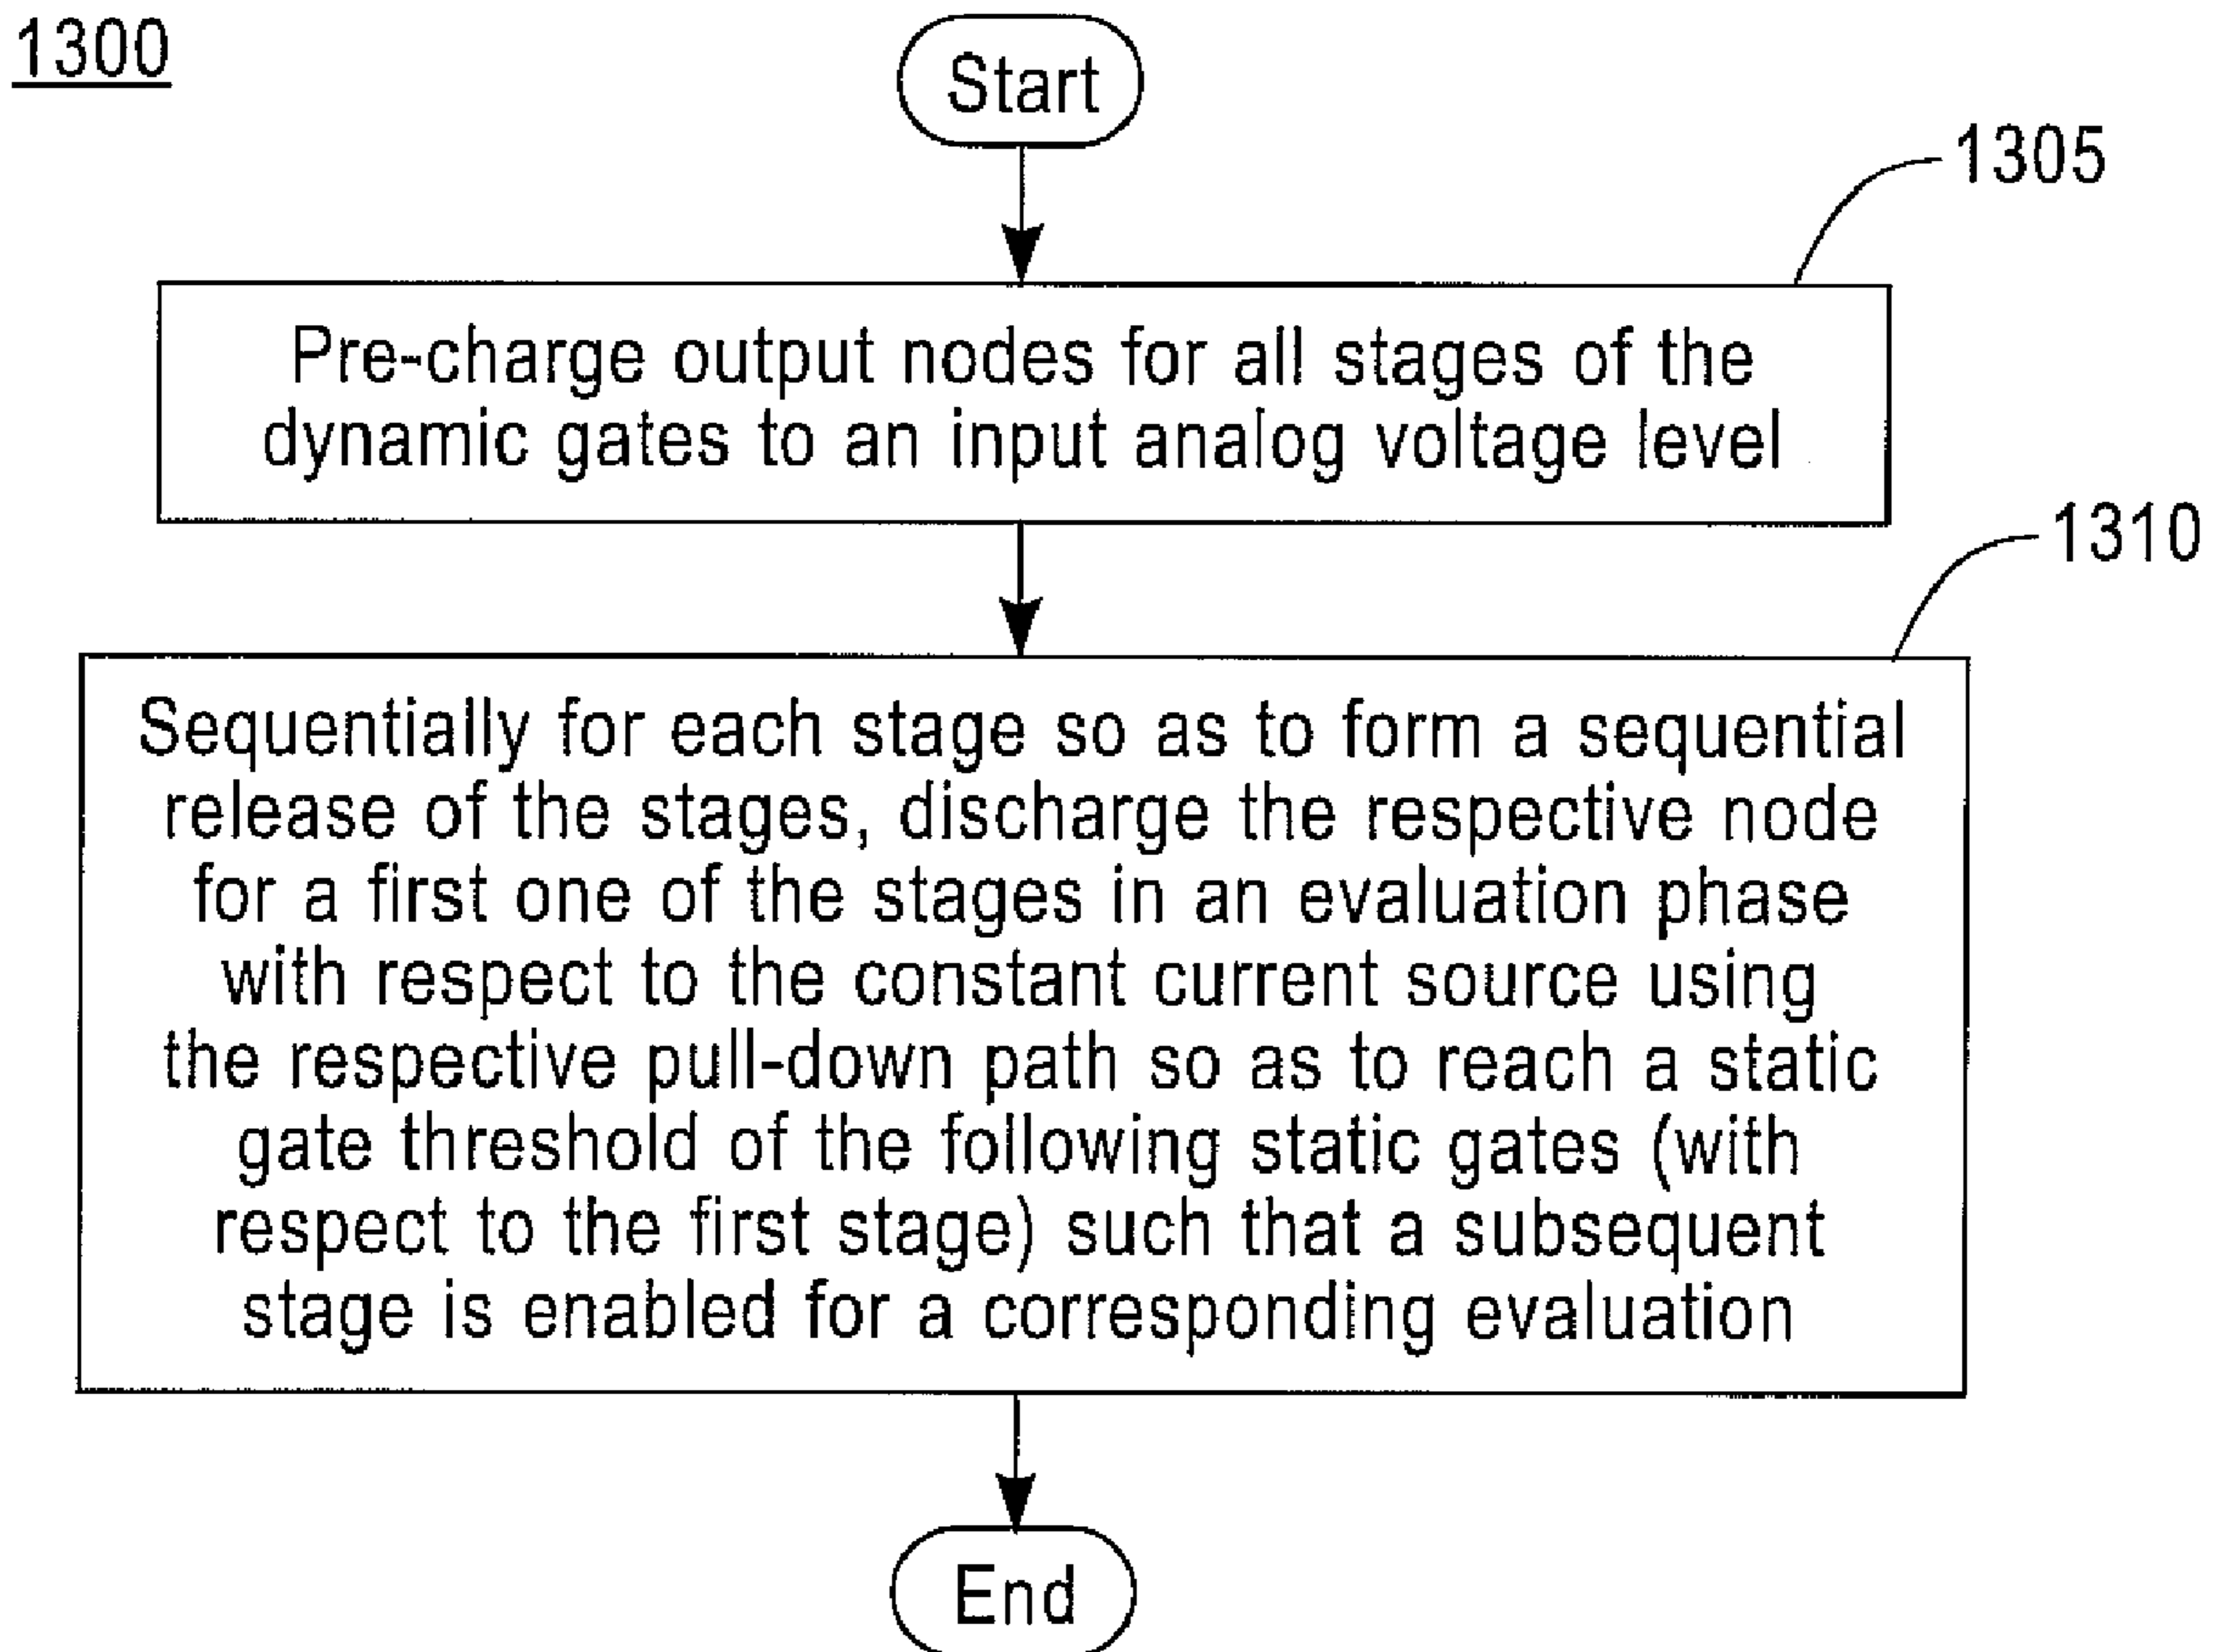 1300
Start
1305
Pre-charge output nodes for all stages of the
dynamic gates to an input analog voltage level
1310
Sequentially for each stage so as to form a sequential
release of the stages, discharge the respective node
for a first one of the stages in an evaluation phase
with respect to the constant current source using
the respective pull-down path so as to reach a static
gate threshold of the following static gates (with
respect to the first stage) such that a subsequent
stage is enabled for a corresponding evaluation
End